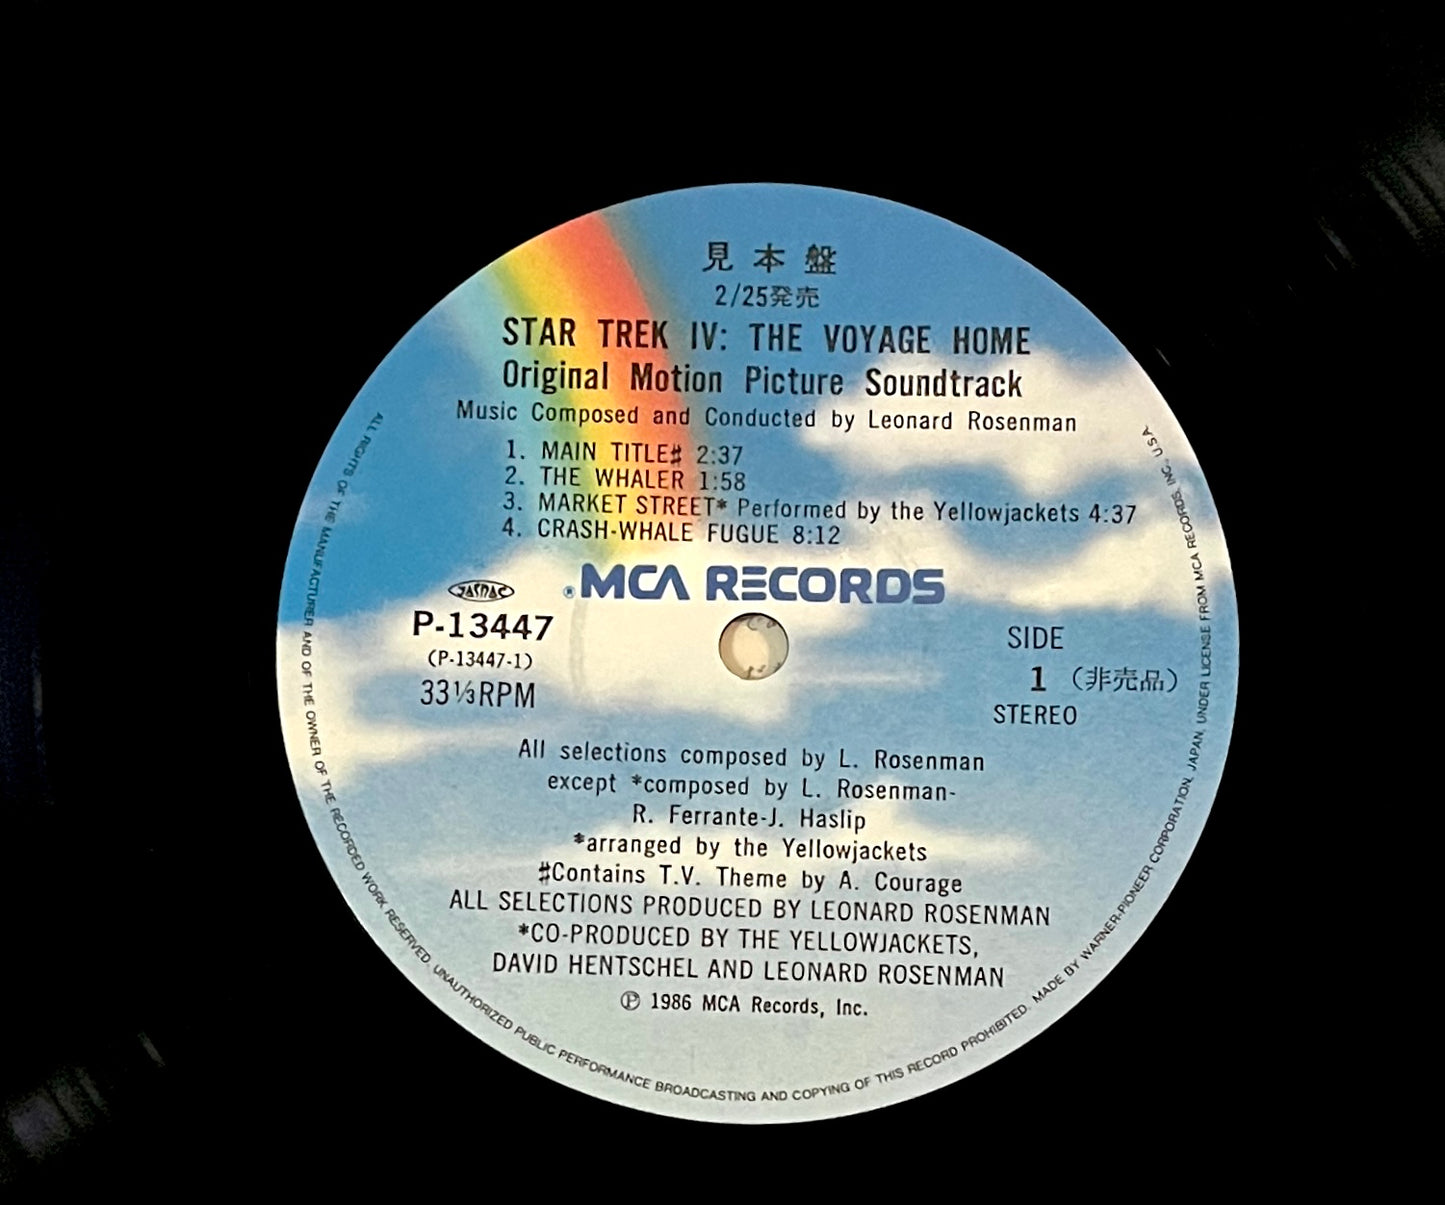 見本盤
2/25発売
STAR TREK IV: THE VOYAGE HOME
Original Motion Picture Soundtrack
Music Composed and Conducted by Leonard Rosenman
1. MAIN TITLE♯ 2:37
2. THE WHALER 1:58
3. MARKET STREET* Performed by the Yellowjackets 4:37
4. CRASH-WHALE FUGUE 8:12
® MCA RECORDS
JASRAC
P-13447
(P-13447-1)
33⅓RPM
SIDE
1 (非売品)
STEREO
All selections composed by L. Rosenman
except *composed by L. Rosenman-
R. Ferrante-J. Haslip
*arranged by the Yellowjackets
♯Contains T.V. Theme by A. Courage
ALL SELECTIONS PRODUCED BY LEONARD ROSENMAN
*CO-PRODUCED BY THE YELLOWJACKETS,
DAVID HENTSCHEL AND LEONARD ROSENMAN
Ⓟ 1986 MCA Records, Inc.
ALL RIGHTS OF THE MANUFACTURER AND OF THE OWNER OF THE RECORDED WORK RESERVED. UNAUTHORIZED PUBLIC PERFORMANCE BROADCASTING AND COPYING OF THIS RECORD PROHIBITED. MADE BY WARNER-PIONEER CORPORATION, JAPAN, UNDER LICENSE FROM MCA RECORDS, INC., U.S.A.